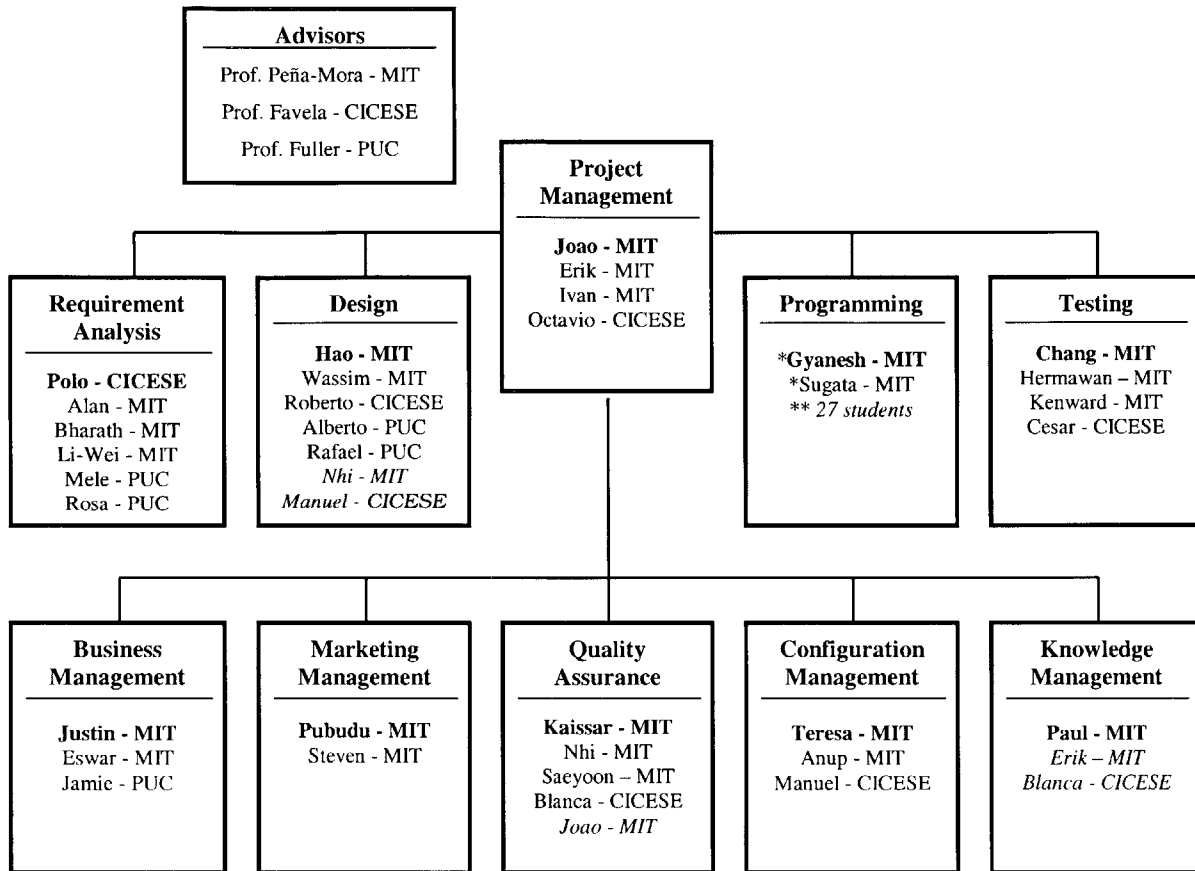 Advisors
Prof. Peña-Mora - MIT
Prof. Favela - CICESE
Prof. Fuller - PUC
Project
Management
Joao - MIT
Erik - MIT
Ivan - MIT
Octavio - CICESE
Requirement
Analysis
Polo - CICESE
Alan - MIT
Bharath - MIT
Li-Wei - MIT
Mele - PUC
Rosa - PUC
Design
Hao - MIT
Wassim - MIT
Roberto - CICESE
Alberto - PUC
Rafael - PUC
Nhi - MIT
Manuel - CICESE
Programming
*Gyanesh - MIT
*Sugata - MIT
** 27 students
Testing
Chang - MIT
Hermawan – MIT
Kenward - MIT
Cesar - CICESE
Business
Management
Justin - MIT
Eswar - MIT
Jamie - PUC
Marketing
Management
Pubudu - MIT
Steven - MIT
Quality
Assurance
Kaissar - MIT
Nhi - MIT
Saeyoon – MIT
Blanca - CICESE
Joao - MIT
Configuration
Management
Teresa - MIT
Anup - MIT
Manuel - CICESE
Knowledge
Management
Paul - MIT
Erik – MIT
Blanca - CICESE